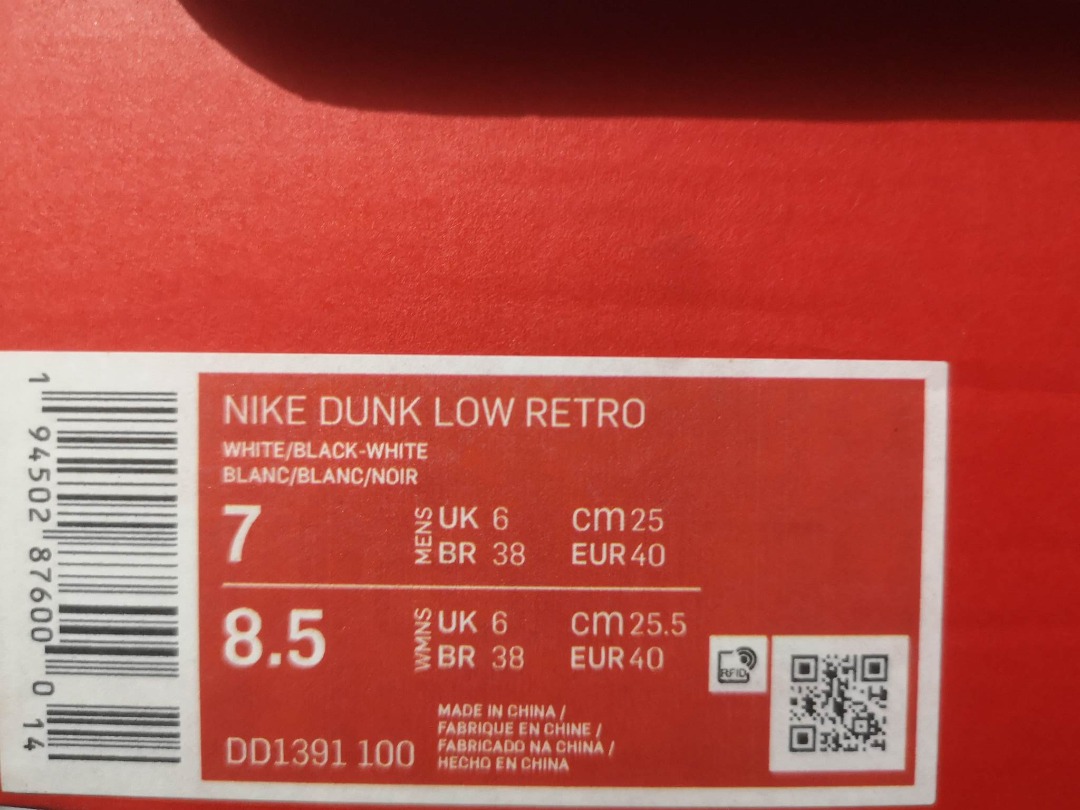 NIKE DUNK LOW RETRO
WHITE/BLACK-WHITE
BLANC/BLANC/NOIR
7 MENS UK 6 cm 25
BR 38 EUR 40
8.5 WMNS UK 6 cm 25.5
BR 38 EUR 40
RFID
MADE IN CHINA /
FABRIQUE EN CHINE /
FABRICADO NA CHINA /
HECHO EN CHINA
DD1391 100
1 94502 87600 0 14